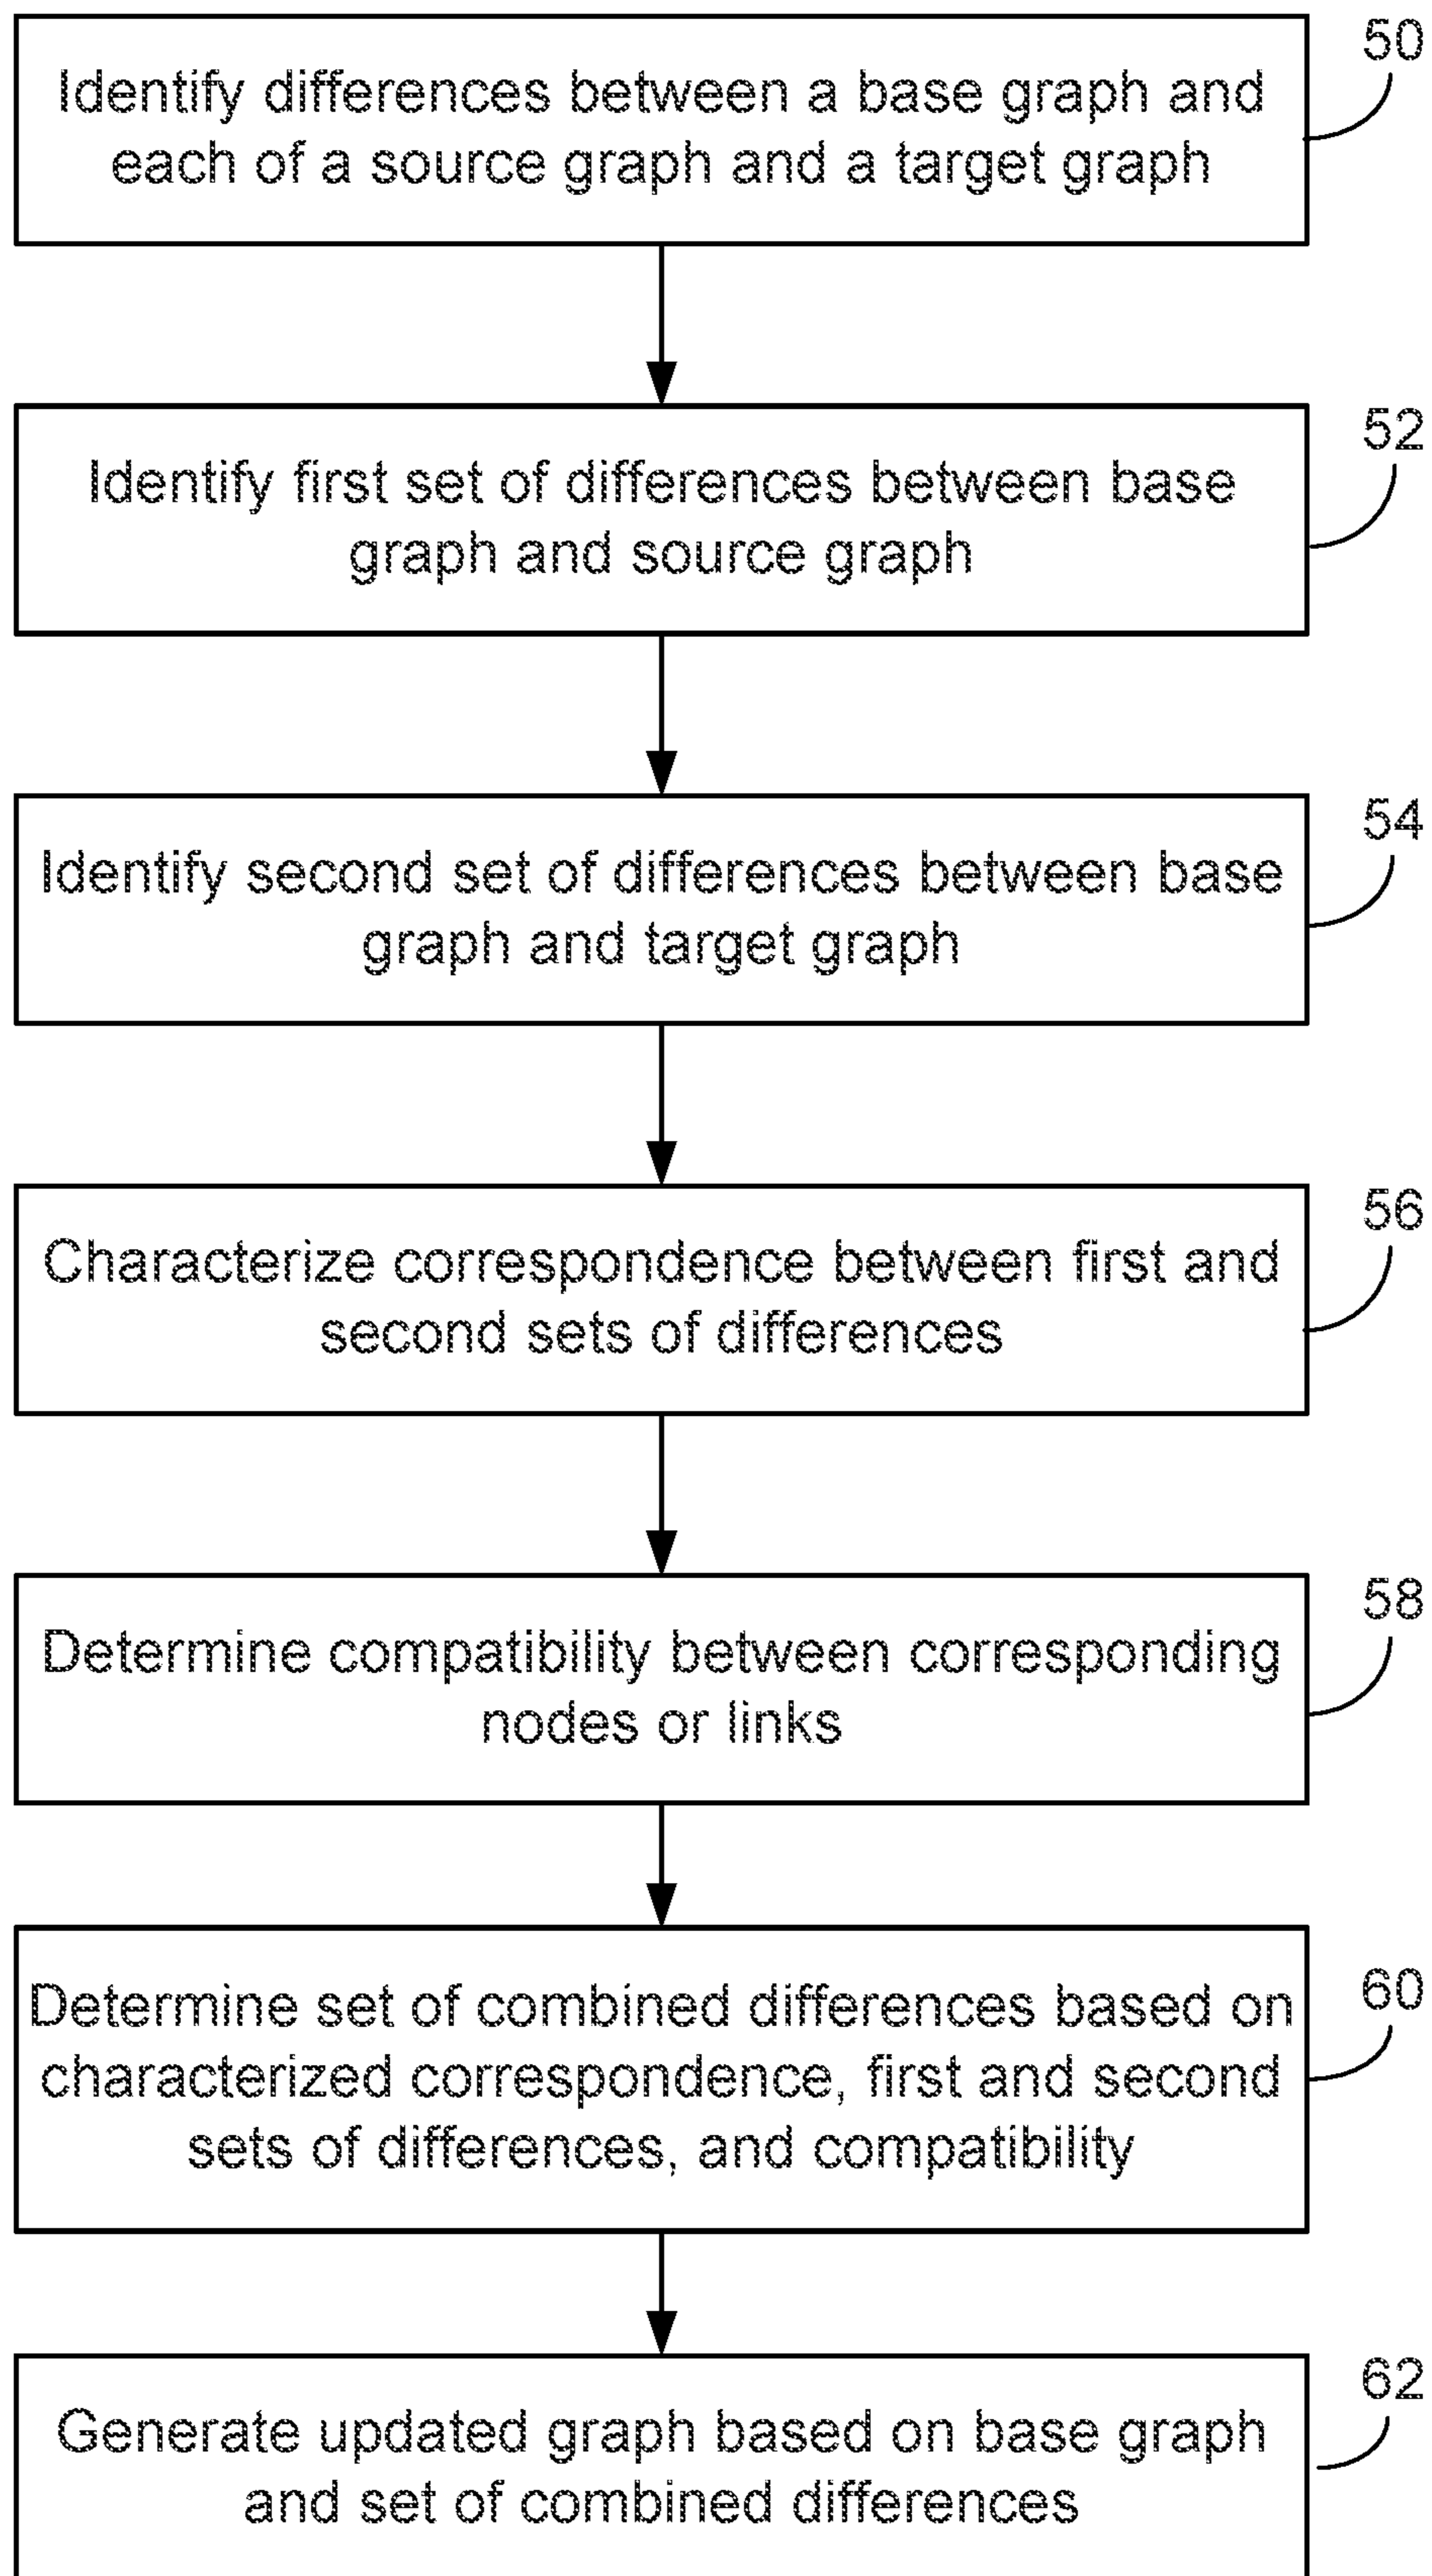 50
Identify differences between a base graph and
each of a source graph and a target graph
52
Identify first set of differences between base
graph and source graph
54
Identify second set of differences between base
graph and target graph
56
Characterize correspondence between first and
second sets of differences
58
Determine compatibility between corresponding
nodes or links
60
Determine set of combined differences based on
characterized correspondence, first and second
sets of differences, and compatibility
62
Generate updated graph based on base graph
and set of combined differences